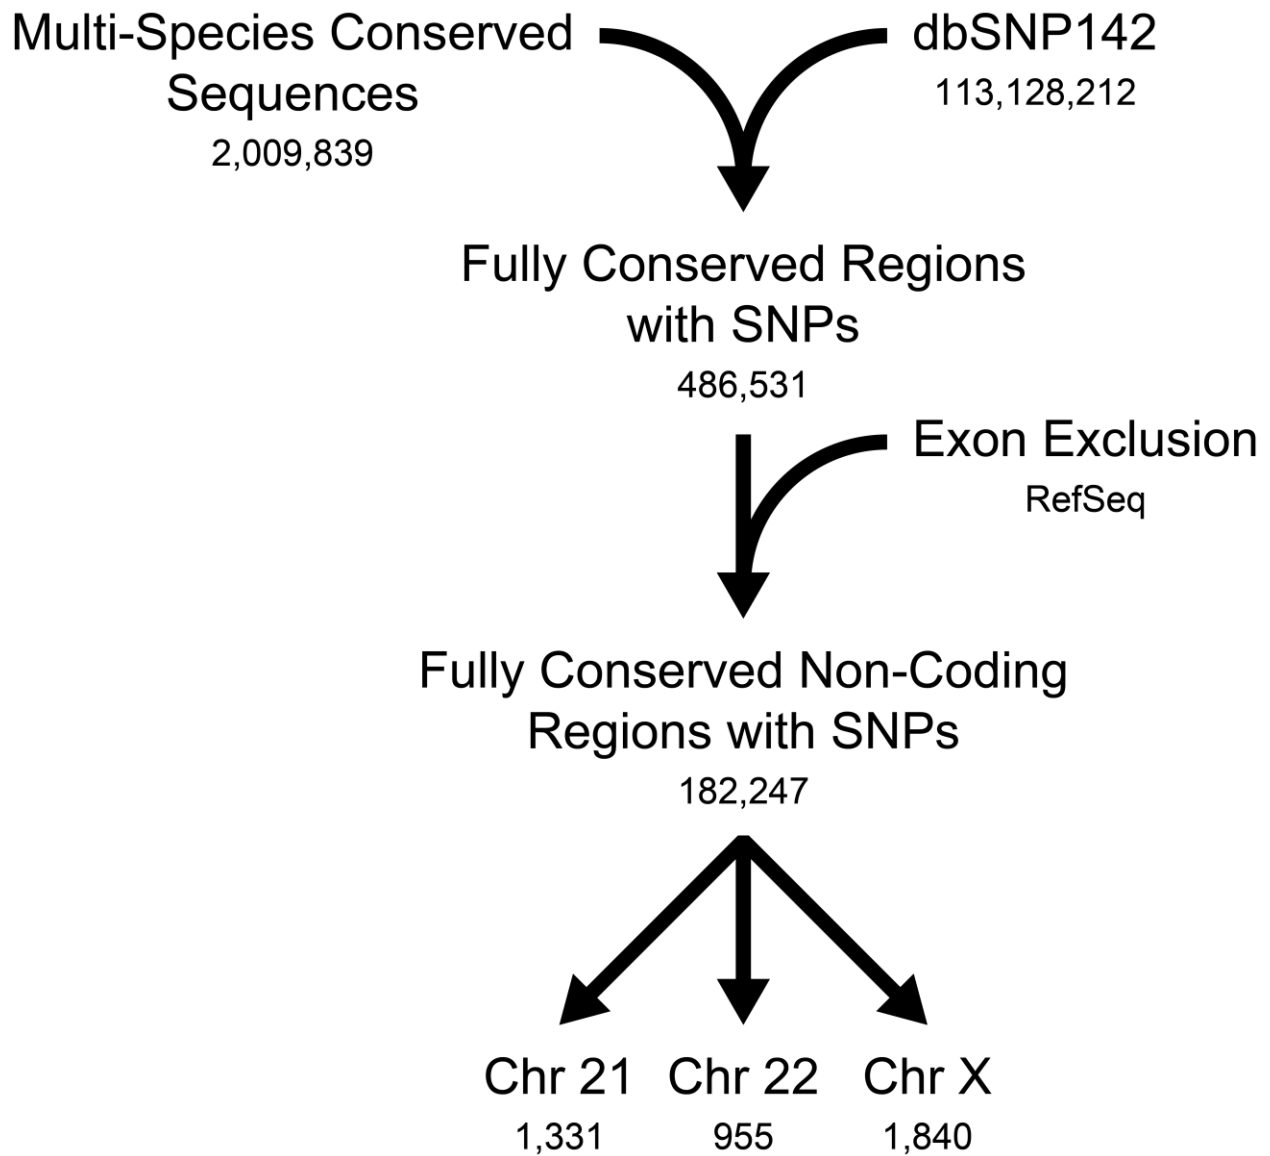 Multi-Species Conserved
Sequences
2,009,839
dbSNP142
113,128,212
Fully Conserved Regions
with SNPs
486,531
Exon Exclusion
RefSeq
Fully Conserved Non-Coding
Regions with SNPs
182,247
Chr 21
1,331
Chr 22
955
Chr X
1,840